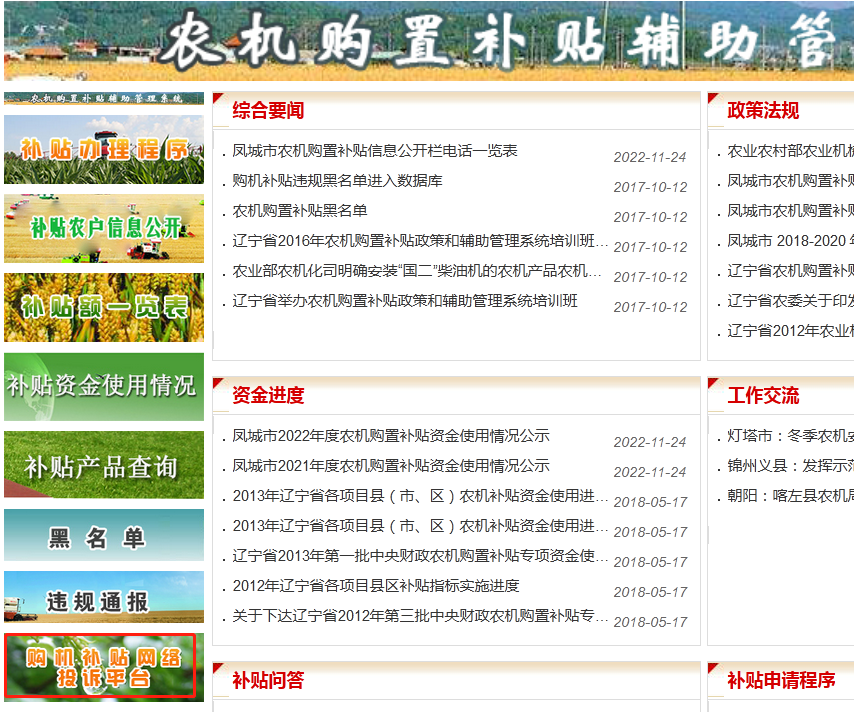 农机购置补贴辅助管
农机购置补贴辅助管理系统
补贴办理程序
补贴农户信息公开
补贴额一览表
补贴资金使用情况
补贴产品查询
黑名单
违规通报
购机补贴网络
投诉平台
综合要闻
凤城市农机购置补贴信息公开栏电话一览表 2022-11-24
购机补贴违规黑名单进入数据库 2017-10-12
农机购置补贴黑名单 2017-10-12
辽宁省2016年农机购置补贴政策和辅助管理系统培训班... 2017-10-12
农业部农机化司明确安装“国二”柴油机的农机产品农机... 2017-10-12
辽宁省举办农机购置补贴政策和辅助管理系统培训班 2017-10-12
政策法规
农业农村部农业机械
凤城市农机购置补贴
凤城市农机购置补贴
凤城市 2018-2020 年
辽宁省农机购置补贴
辽宁省农委关于印发
辽宁省2012年农业机
资金进度
凤城市2022年度农机购置补贴资金使用情况公示 2022-11-24
凤城市2021年度农机购置补贴资金使用情况公示 2022-11-24
2013年辽宁省各项目县（市、区）农机补贴资金使用进... 2018-05-17
2013年辽宁省各项目县（市、区）农机补贴资金使用进... 2018-05-17
辽宁省2013年第一批中央财政农机购置补贴专项资金使... 2018-05-17
2012年辽宁省各项目县区补贴指标实施进度 2018-05-17
关于下达辽宁省2012年第三批中央财政农机购置补贴专... 2018-05-17
工作交流
灯塔市：冬季农机安
锦州义县：发挥示范
朝阳：喀左县农机局
补贴问答
补贴申请程序